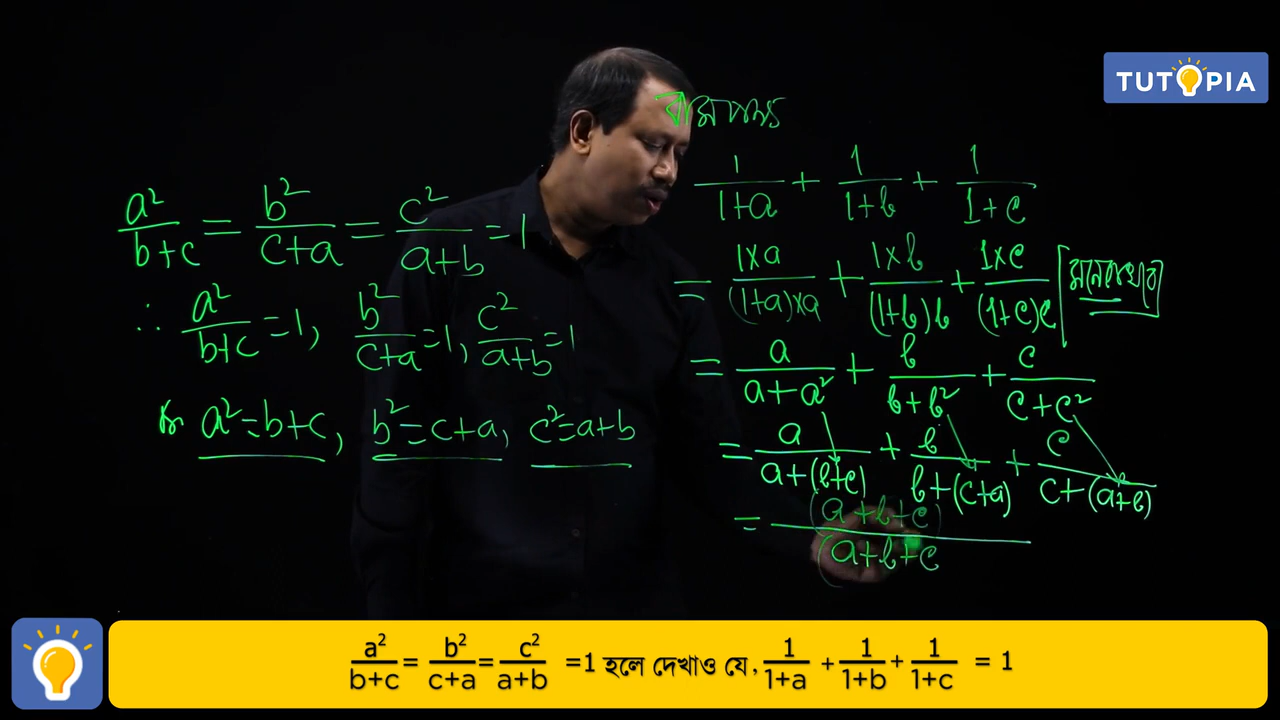 TUTOPIA
বামপক্ষ
a²/b+c = b²/c+a = c²/a+b = 1
∴ a²/b+c = 1, b²/c+a = 1, c²/a+b = 1
বা a² = b+c, b² = c+a, c² = a+b
1/1+a + 1/1+b + 1/1+c
= 1×a/(1+a)×a + 1×b/(1+b)b + 1×c/(1+c)c [মনে রাখবে]
= a/a+a² + b/b+b² + c/c+c²
= a/a+(b+c) + b/b+(c+a) + c/c+(a+b)
= (a+b+c)/(a+b+c
a²/b+c = b²/c+a = c²/a+b =1 হলে দেখাও যে, 1/1+a + 1/1+b + 1/1+c = 1